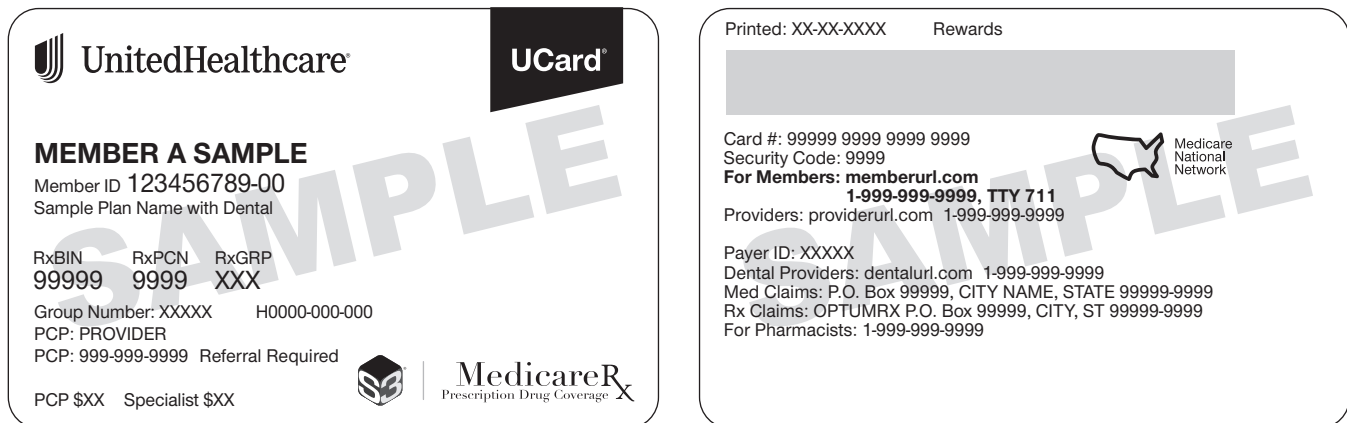 UnitedHealthcare®
UCard®
SAMPLE
MEMBER A SAMPLE
Member ID 123456789-00
Sample Plan Name with Dental
RxBIN RxPCN RxGRP
99999 9999 XXX
Group Number: XXXXX H0000-000-000
PCP: PROVIDER
PCP: 999-999-9999 Referral Required
PCP $XX Specialist $XX
S3
MedicareRx
Prescription Drug Coverage
Printed: XX-XX-XXXX Rewards
SAMPLE
Card #: 99999 9999 9999 9999
Security Code: 9999
For Members: memberurl.com
1-999-999-9999, TTY 711
Providers: providerurl.com 1-999-999-9999
Medicare
National
Network
Payer ID: XXXXX
Dental Providers: dentalurl.com 1-999-999-9999
Med Claims: P.O. Box 99999, CITY NAME, STATE 99999-9999
Rx Claims: OPTUMRX P.O. Box 99999, CITY, ST 99999-9999
For Pharmacists: 1-999-999-9999